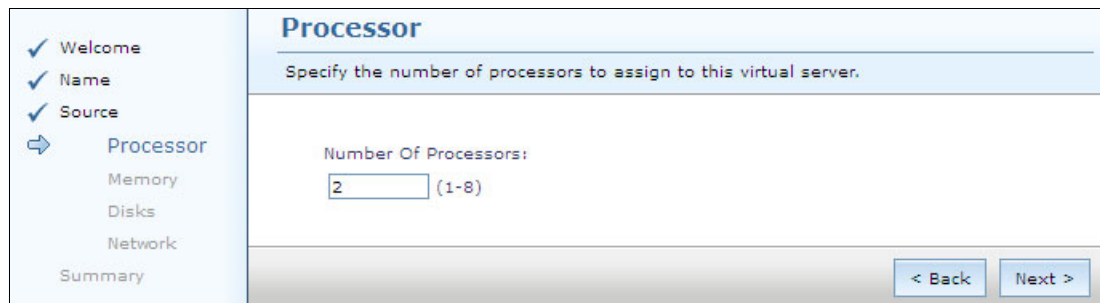 Welcome
Name
Source
Processor
Memory
Disks
Network
Summary
Processor
Specify the number of processors to assign to this virtual server.
Number Of Processors:
2 (1-8)
< Back Next >